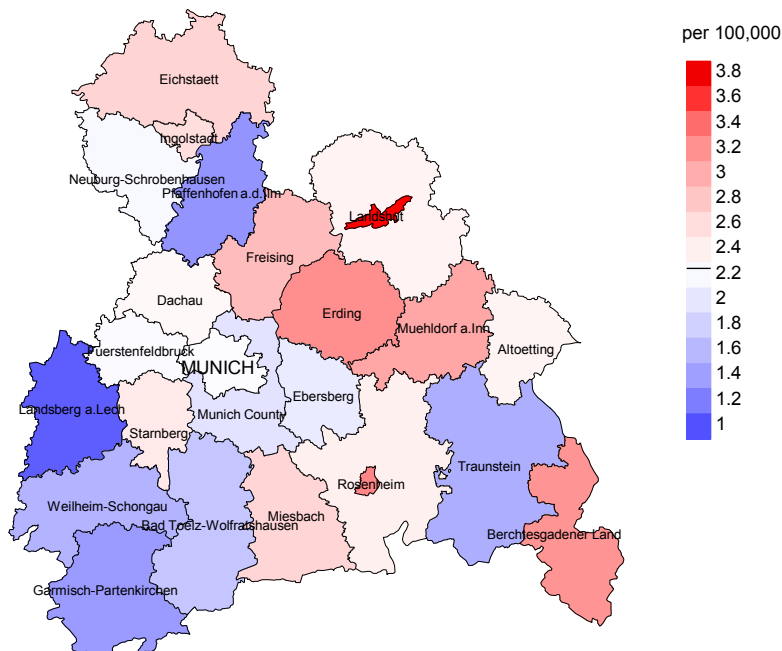 per 100,000
3.8
3.6
3.4
3.2
3
2.8
2.6
2.4
2.2
2
1.8
1.6
1.4
1.2
1
Eichstaett
Ingolstadt
Neuburg-Schrobenhausen
Pfaffenhofen a.d.Ilm
Landshut
Freising
Dachau
Erding
Muehldorf a.Inn
Altoetting
Fuerstenfeldbruck
MUNICH
Ebersberg
Landsberg a.Lech
Munich County
Starnberg
Traunstein
Rosenheim
Weilheim-Schongau
Miesbach
Bad Toelz-Wolfratshausen
Berchtesgadener Land
Garmisch-Partenkirchen